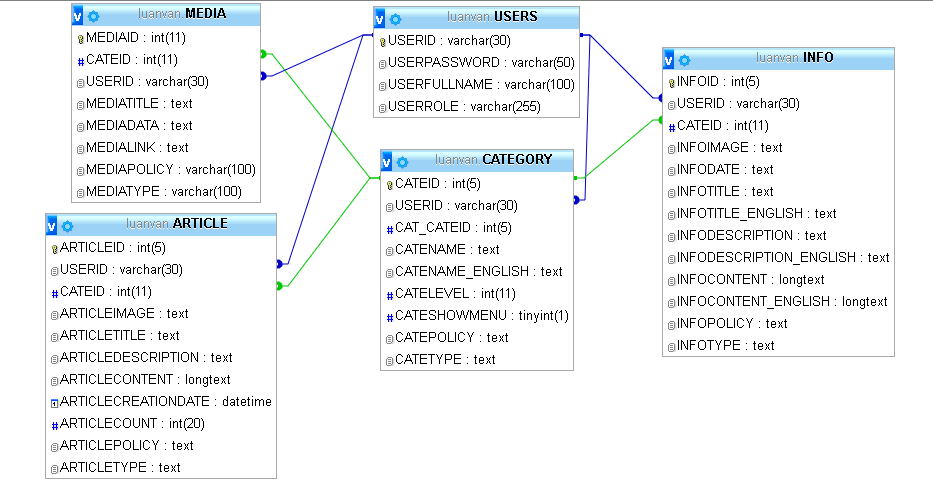 v luanvan MEDIA
MEDIAID : int(11)
# CATEID : int(11)
USERID : varchar(30)
MEDIATITLE : text
MEDIADATA : text
MEDIALINK : text
MEDIAPOLICY : varchar(100)
MEDIATYPE : varchar(100)
v luanvan USERS
USERID : varchar(30)
USERPASSWORD : varchar(50)
USERFULLNAME : varchar(100)
USERROLE : varchar(255)
v luanvan INFO
INFOID : int(5)
USERID : varchar(30)
# CATEID : int(11)
INFOIMAGE : text
INFODATE : text
INFOTITLE : text
INFOTITLE_ENGLISH : text
INFODESCRIPTION : text
INFODESCRIPTION_ENGLISH : text
INFOCONTENT : longtext
INFOCONTENT_ENGLISH : longtext
INFOPOLICY : text
INFOTYPE : text
v luanvan CATEGORY
CATEID : int(5)
USERID : varchar(30)
# CAT_CATEID : int(5)
CATENAME : text
CATENAME_ENGLISH : text
# CATELEVEL : int(11)
# CATESHOWMENU : tinyint(1)
CATEPOLICY : text
CATETYPE : text
v luanvan ARTICLE
ARTICLEID : int(5)
USERID : varchar(30)
# CATEID : int(11)
ARTICLEIMAGE : text
ARTICLETITLE : text
ARTICLEDESCRIPTION : text
ARTICLECONTENT : longtext
ARTICLECREATIONDATE : datetime
# ARTICLECOUNT : int(20)
ARTICLEPOLICY : text
ARTICLETYPE : text